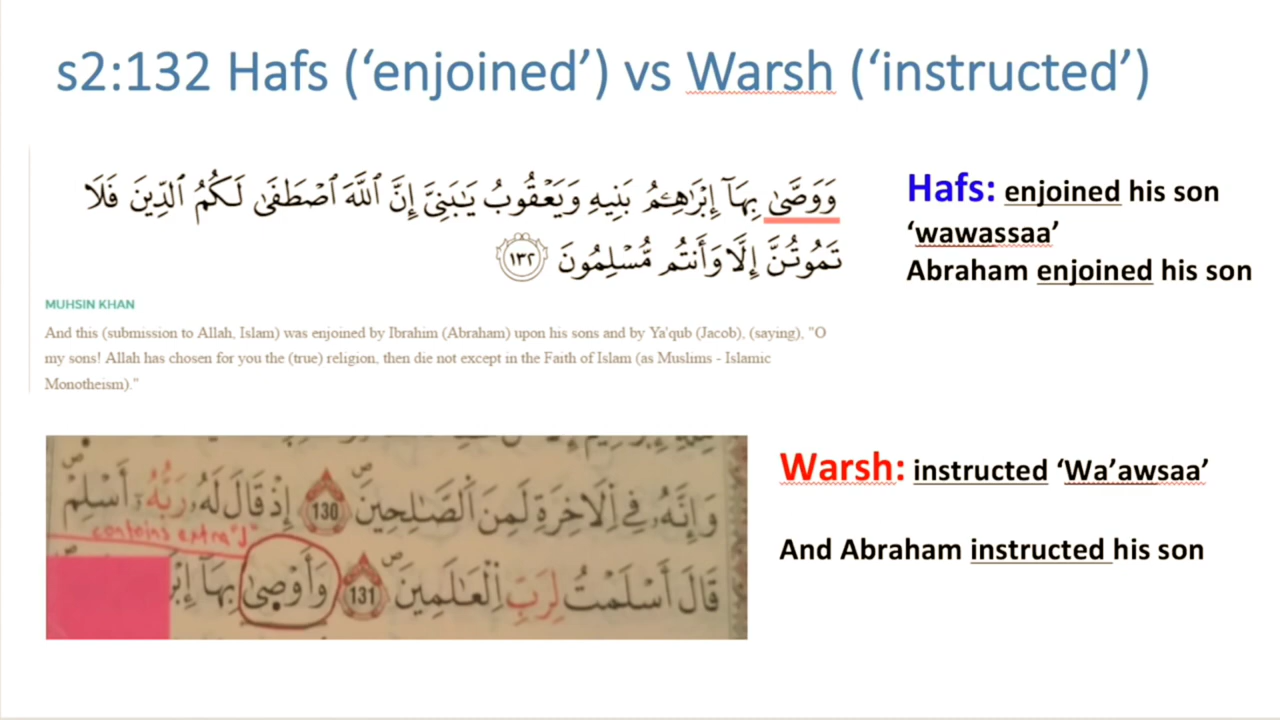 s2:132 Hafs (‘enjoined’) vs Warsh (‘instructed’)
وَوَصَّىٰ بِهَآ إِبْرَٰهِـۧمُ بَنِيهِ وَيَعْقُوبُ يَـٰبَنِىَّ إِنَّ ٱللَّهَ ٱصْطَفَىٰ لَكُمُ ٱلدِّينَ فَلَا
تَمُوتُنَّ إِلَّا وَأَنتُم مُّسْلِمُونَ ١٣٢
MUHSIN KHAN
And this (submission to Allah, Islam) was enjoined by Ibrahim (Abraham) upon his sons and by Ya'qub (Jacob), (saying), "O
my sons! Allah has chosen for you the (true) religion, then die not except in the Faith of Islam (as Muslims - Islamic
Monotheism)."
Hafs: enjoined his son
‘wawassaa’
Abraham enjoined his son
وَإِنَّهُۥ فِے اِ۬لَاخِرَةِ لَمِنَ اَ۬لصَّـٰلِحِينَ 130 إِذْ قَالَ لَهُۥ رَبُّهُۥٓ أَسْلِمْ
contains extra "ا"
قَالَ أَسْلَمْتُ لِرَبِّ اِ۬لْعَـٰلَمِينَ 131 وَأَوْصٜىٰ بِهَآ
Warsh: instructed ‘Wa’awsaa’
And Abraham instructed his son